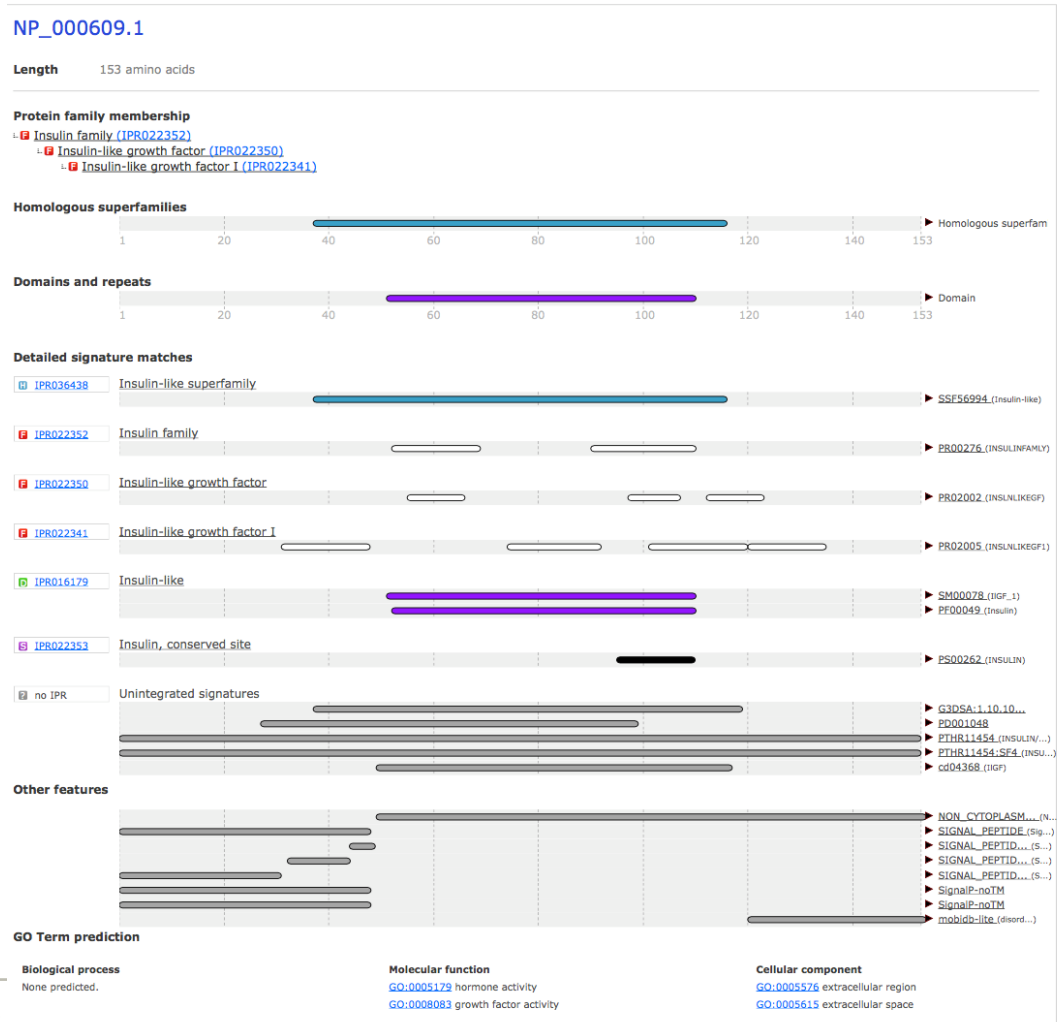 NP_000609.1
Length 153 amino acids
Protein family membership
F Insulin family (IPR022352)
F Insulin-like growth factor (IPR022350)
F Insulin-like growth factor I (IPR022341)
Homologous superfamilies
Homologous superfam
1 20 40 60 80 100 120 140 153
Domains and repeats
Domain
1 20 40 60 80 100 120 140 153
Detailed signature matches
H IPR036438 Insulin-like superfamily
SSF56994 (Insulin-like)
F IPR022352 Insulin family
PR00276 (INSULINFAMLY)
F IPR022350 Insulin-like growth factor
PR02002 (INSLNLIKEGF)
F IPR022341 Insulin-like growth factor I
PR02005 (INSLNLIKEGF1)
D IPR016179 Insulin-like
SM00078 (IlGF_1)
PF00049 (Insulin)
S IPR022353 Insulin, conserved site
PS00262 (INSULIN)
? no IPR Unintegrated signatures
G3DSA:1.10.10...
PD001048
PTHR11454 (INSULIN/...)
PTHR11454:SF4 (INSU...)
cd04368 (IlGF)
Other features
NON_CYTOPLASM... (N...
SIGNAL_PEPTIDE (Sig...)
SIGNAL_PEPTID... (S...)
SIGNAL_PEPTID... (S...)
SIGNAL_PEPTID... (S...)
SignalP-noTM
SignalP-noTM
mobidb-lite (disord...)
GO Term prediction
Biological process Molecular function Cellular component
None predicted. GO:0005179 hormone activity GO:0005576 extracellular region
GO:0008083 growth factor activity GO:0005615 extracellular space